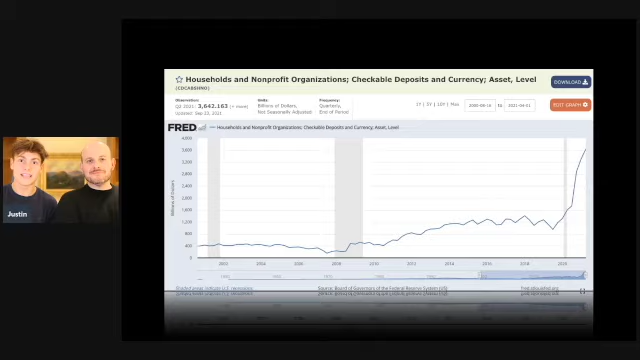 Households and Nonprofit Organizations; Checkable Deposits and Currency; Asset, Level
(CDCABSHNO)
DOWNLOAD
Observation:
Q2 2021: 3,642.163 (+ more)
Updated: Sep 23, 2021
Units:
Billions of Dollars,
Not Seasonally Adjusted
Frequency:
Quarterly,
End of Period
1Y | 5Y | 10Y | Max
to
2021-04-01
EDIT GRAPH
FRED
Households and Nonprofit Organizations; Checkable Deposits and Currency; Asset, Level
Billions of Dollars
4,000
3,600
3,200
2,800
2,400
2,000
1,600
1,200
800
400
0
2002
2004
2006
2008
2010
2012
2014
2016
2018
2020
Shaded areas indicate U.S. recessions.
Source: Board of Governors of the Federal Reserve System (US)
fred.stlouisfed.org
Justin